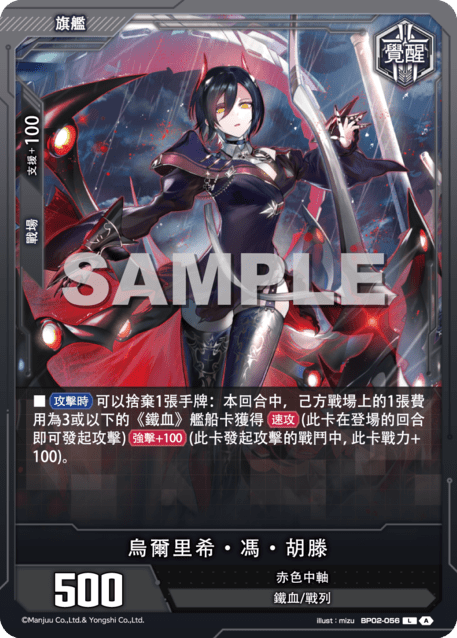 旗艦
覺醒
支援+100
戰場
SAMPLE
■ 攻擊時 可以捨棄1張手牌：本回合中，己方戰場上的1張費
用為3或以下的《鐵血》艦船卡獲得 速攻 (此卡在登場的回合
即可發起攻擊) 強擊+100 (此卡發起攻擊的戰鬥中，此卡戰力+
100)。
烏爾里希・馮・胡滕
500
赤色中軸
鐵血/戰列
©Manjuu Co.,Ltd.& Yongshi Co.,Ltd.
illust : mizu BP02-056 L A